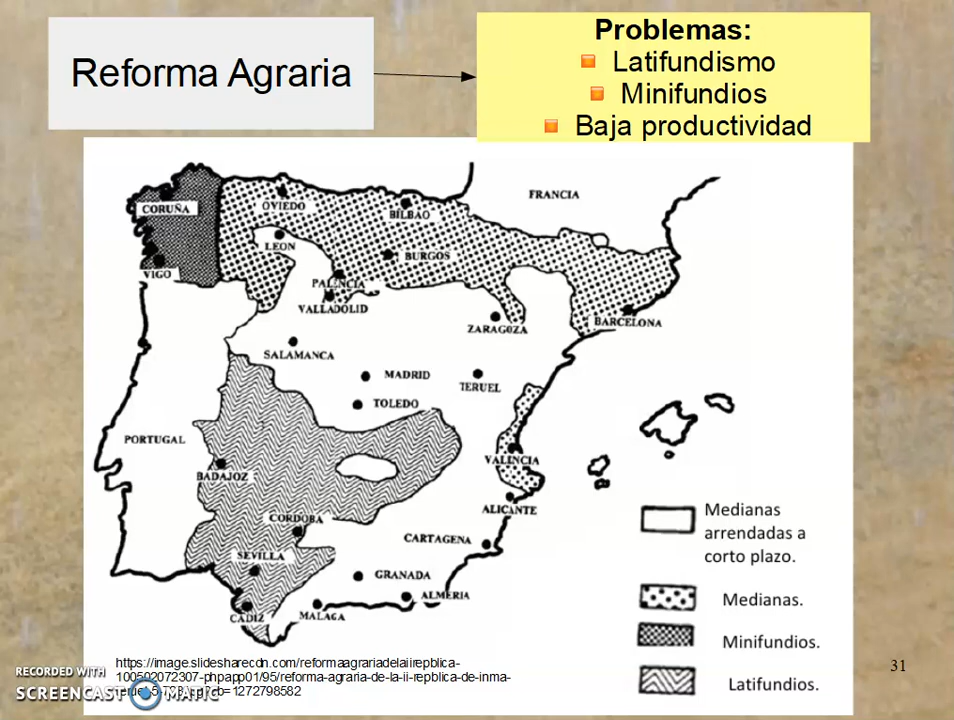 Reforma Agraria
Problemas:
Latifundismo
Minifundios
Baja productividad
FRANCIA
CORUÑA
OVIEDO
BILBAO
LEON
BURGOS
VIGO
PALENCIA
VALLADOLID
ZARAGOZA
BARCELONA
SALAMANCA
MADRID
TERUEL
TOLEDO
PORTUGAL
VALENCIA
BADAJOZ
ALICANTE
CORDOBA
CARTAGENA
SEVILLA
GRANADA
ALMERIA
CADIZ
MALAGA
Medianas
arrendadas a
corto plazo.
Medianas.
Minifundios.
Latifundios.
https://image.slidesharecdn.com/reformaagrariadelaiirepblica-
100502072307-phpapp01/95/reforma-agraria-de-la-ii-repblica-de-inma-
cb=1272798582
31
RECORDED WITH
SCREENCAST MATIC